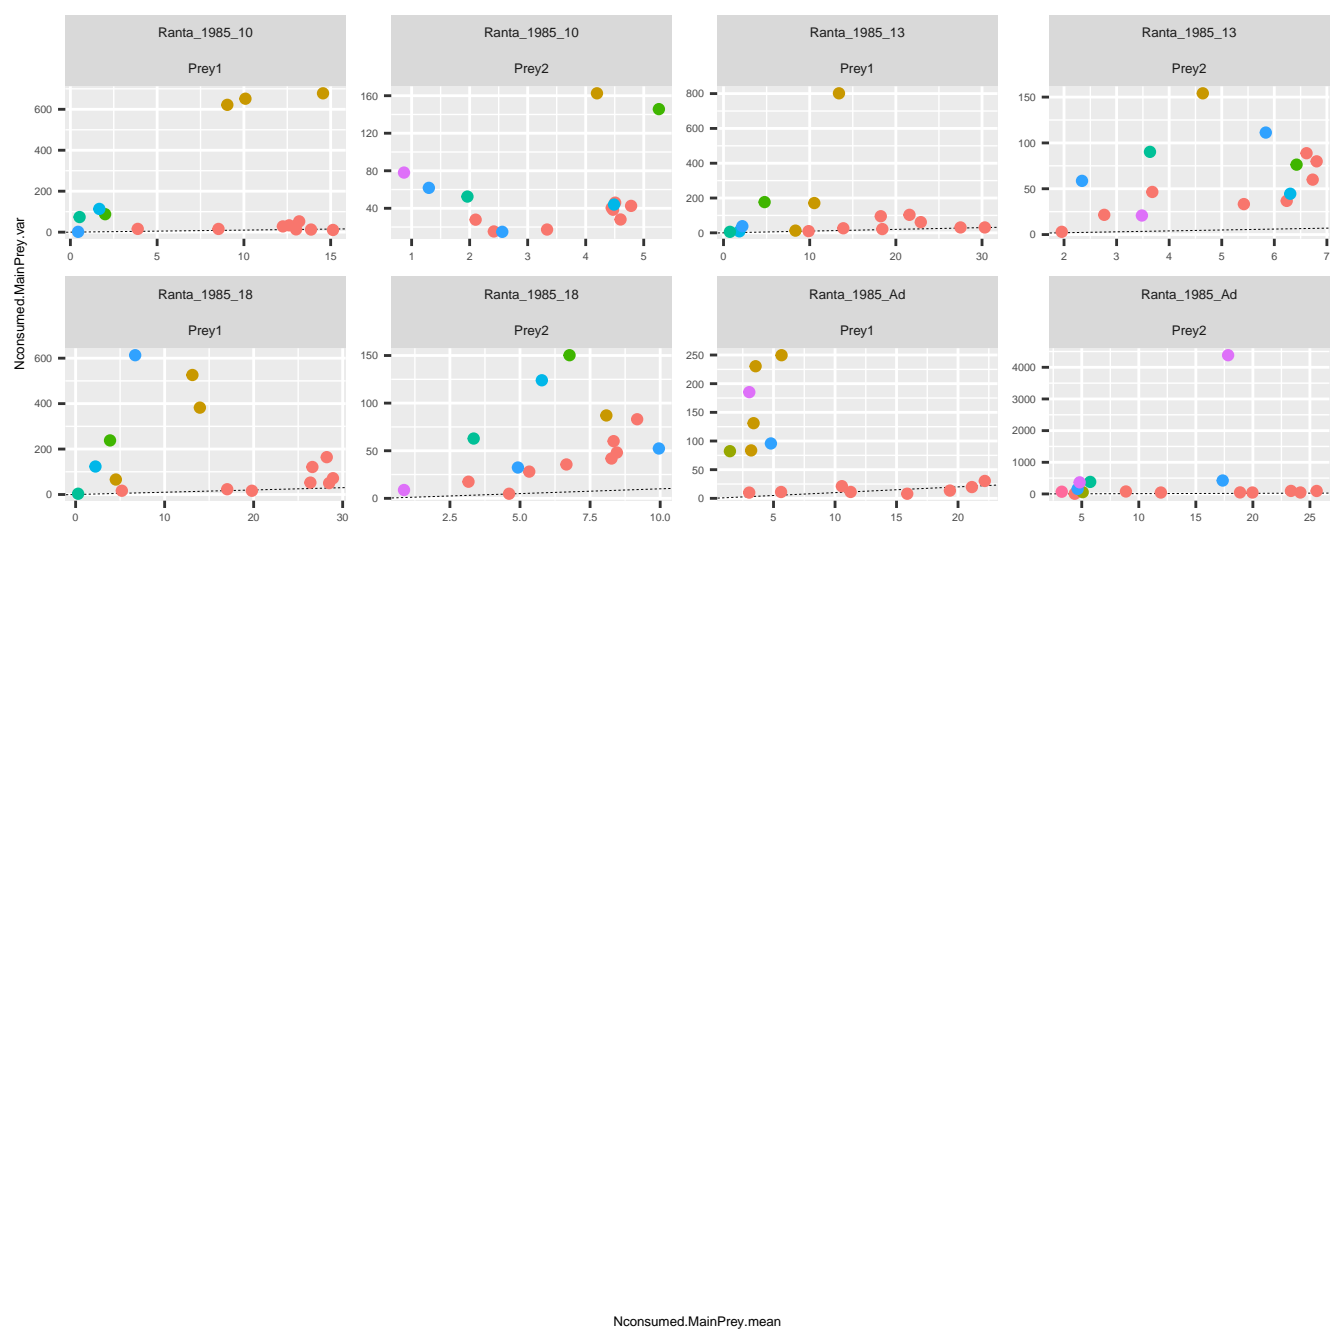 Ranta_1985_10
Prey1
600
400
200
0
0 5 10 15
Ranta_1985_10
Prey2
160
120
80
40
1 2 3 4 5
Ranta_1985_13
Prey1
800
600
400
200
0
0 10 20 30
Ranta_1985_13
Prey2
150
100
50
0
2 3 4 5 6 7
Nconsumed.MainPrey.var
Ranta_1985_18
Prey1
600
400
200
0
0 10 20 30
Ranta_1985_18
Prey2
150
100
50
0
2.5 5.0 7.5 10.0
Ranta_1985_Ad
Prey1
250
200
150
100
50
0
5 10 15 20
Ranta_1985_Ad
Prey2
4000
3000
2000
1000
0
5 10 15 20 25
Nconsumed.MainPrey.mean